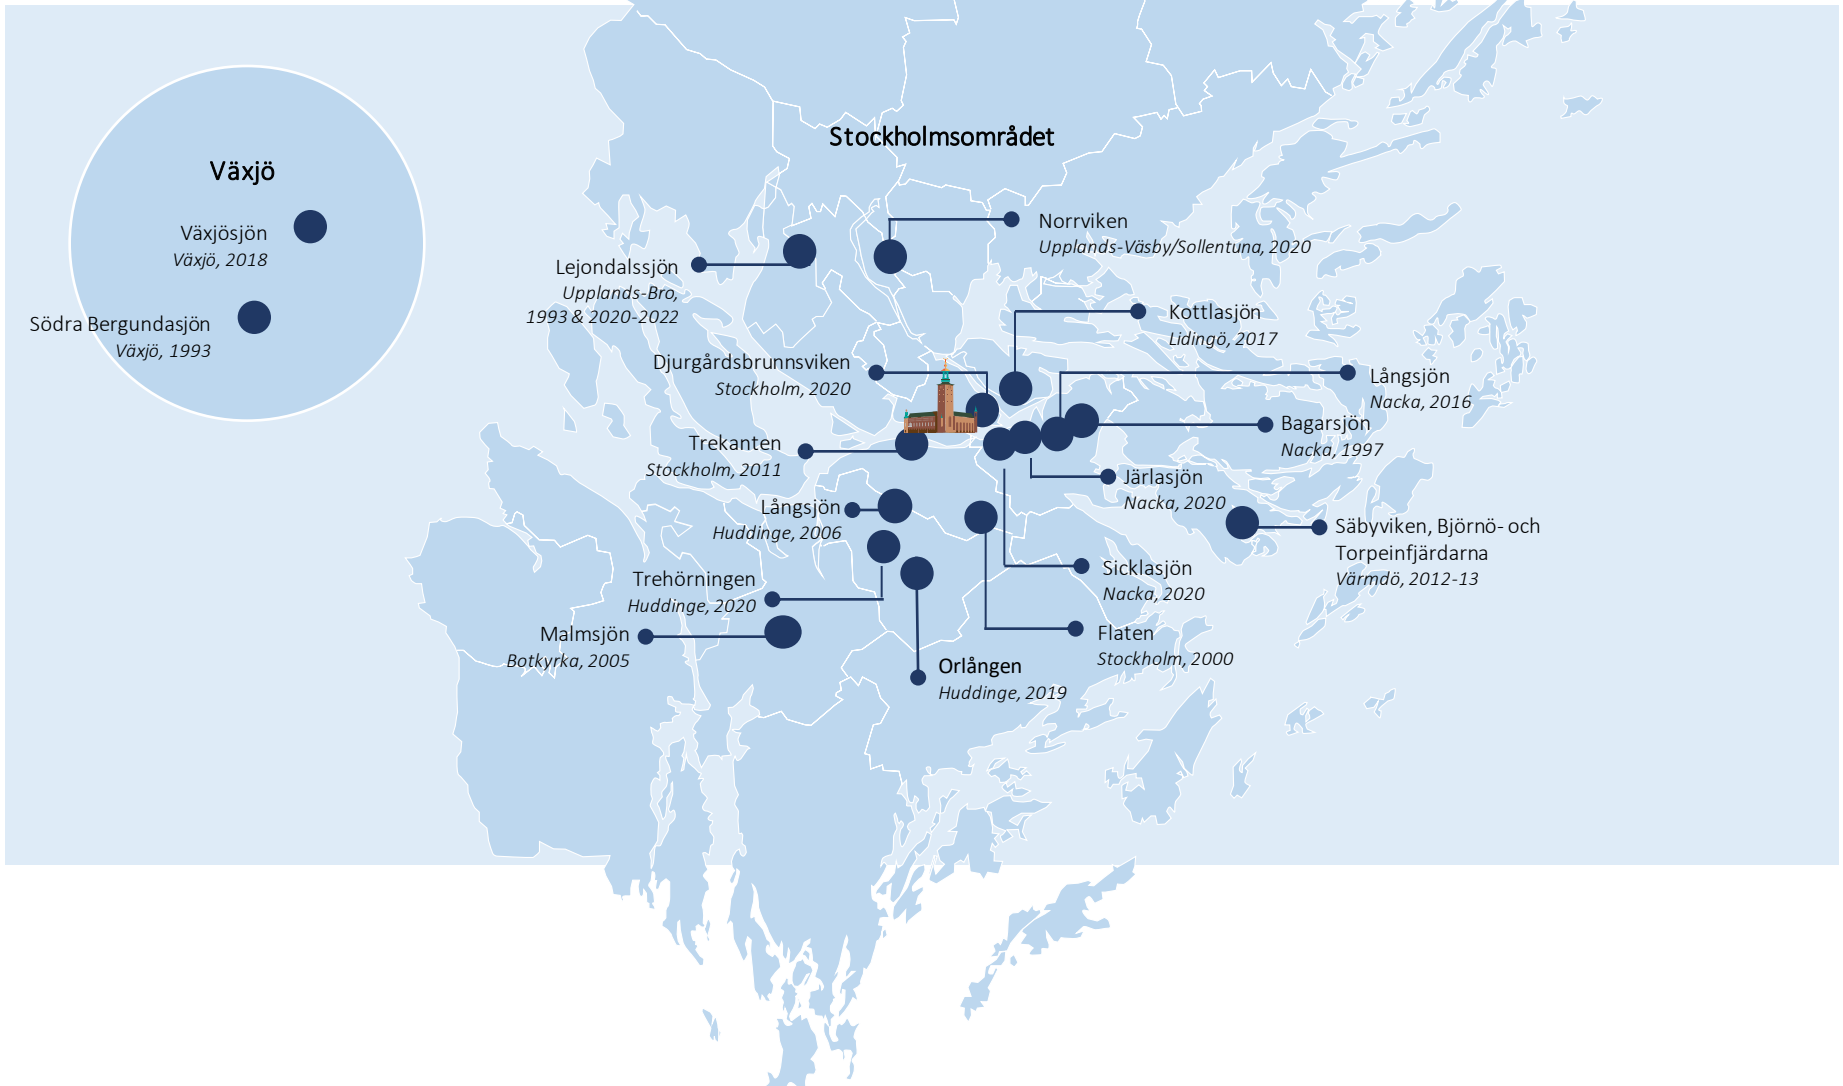 Stockholmsområdet
Växjö
Växjösjön
Växjö, 2018
Södra Bergundasjön
Växjö, 1993
Norrviken
Upplands-Väsby/Sollentuna, 2020
Lejondalssjön
Upplands-Bro,
1993 & 2020-2022
Kottlasjön
Lidingö, 2017
Djurgårdsbrunnsviken
Stockholm, 2020
Långsjön
Nacka, 2016
Bagarsjön
Nacka, 1997
Trekanten
Stockholm, 2011
Järlasjön
Nacka, 2020
Långsjön
Huddinge, 2006
Säbyviken, Björnö- och
Torpeinfjärdarna
Värmdö, 2012-13
Sicklasjön
Nacka, 2020
Trehörningen
Huddinge, 2020
Malmsjön
Botkyrka, 2005
Flaten
Stockholm, 2000
Orlången
Huddinge, 2019